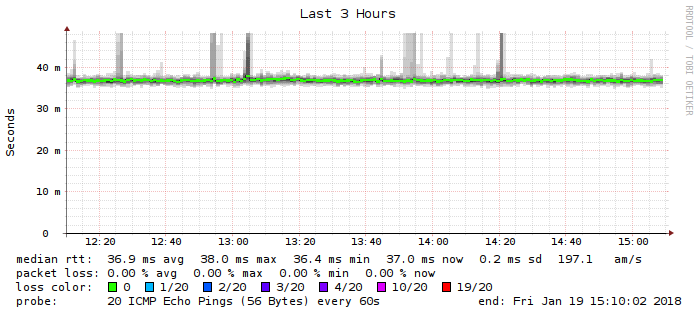 Last 3 Hours
RRDTOOL / TOBI OETIKER
Seconds
40 m
30 m
20 m
10 m
0
12:20 12:40 13:00 13:20 13:40 14:00 14:20 14:40 15:00
median rtt: 36.9 ms avg 38.0 ms max 36.4 ms min 37.0 ms now 0.2 ms sd 197.1 am/s
packet loss: 0.00 % avg 0.00 % max 0.00 % min 0.00 % now
loss color: 0 1/20 2/20 3/20 4/20 10/20 19/20
probe: 20 ICMP Echo Pings (56 Bytes) every 60s end: Fri Jan 19 15:10:02 2018